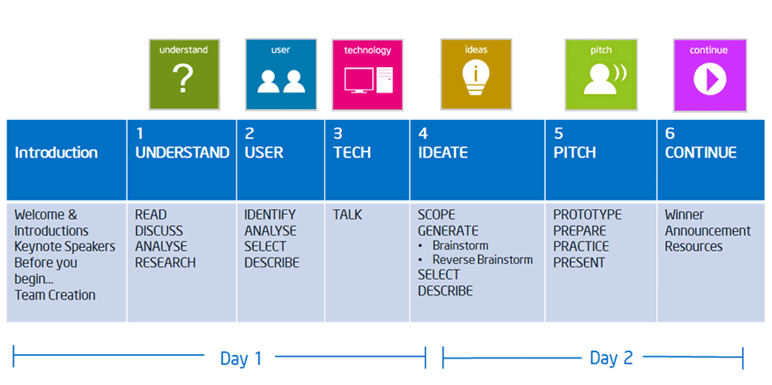 understand
user
technology
ideas
pitch
continue
Introduction
1
UNDERSTAND
2
USER
3
TECH
4
IDEATE
5
PITCH
6
CONTINUE
Welcome &
Introductions
Keynote Speakers
Before you
begin...
Team Creation
READ
DISCUSS
ANALYSE
RESEARCH
IDENTIFY
ANALYSE
SELECT
DESCRIBE
TALK
SCOPE
GENERATE
• Brainstorm
• Reverse Brainstorm
SELECT
DESCRIBE
PROTOTYPE
PREPARE
PRACTICE
PRESENT
Winner
Announcement
Resources
Day 1
Day 2